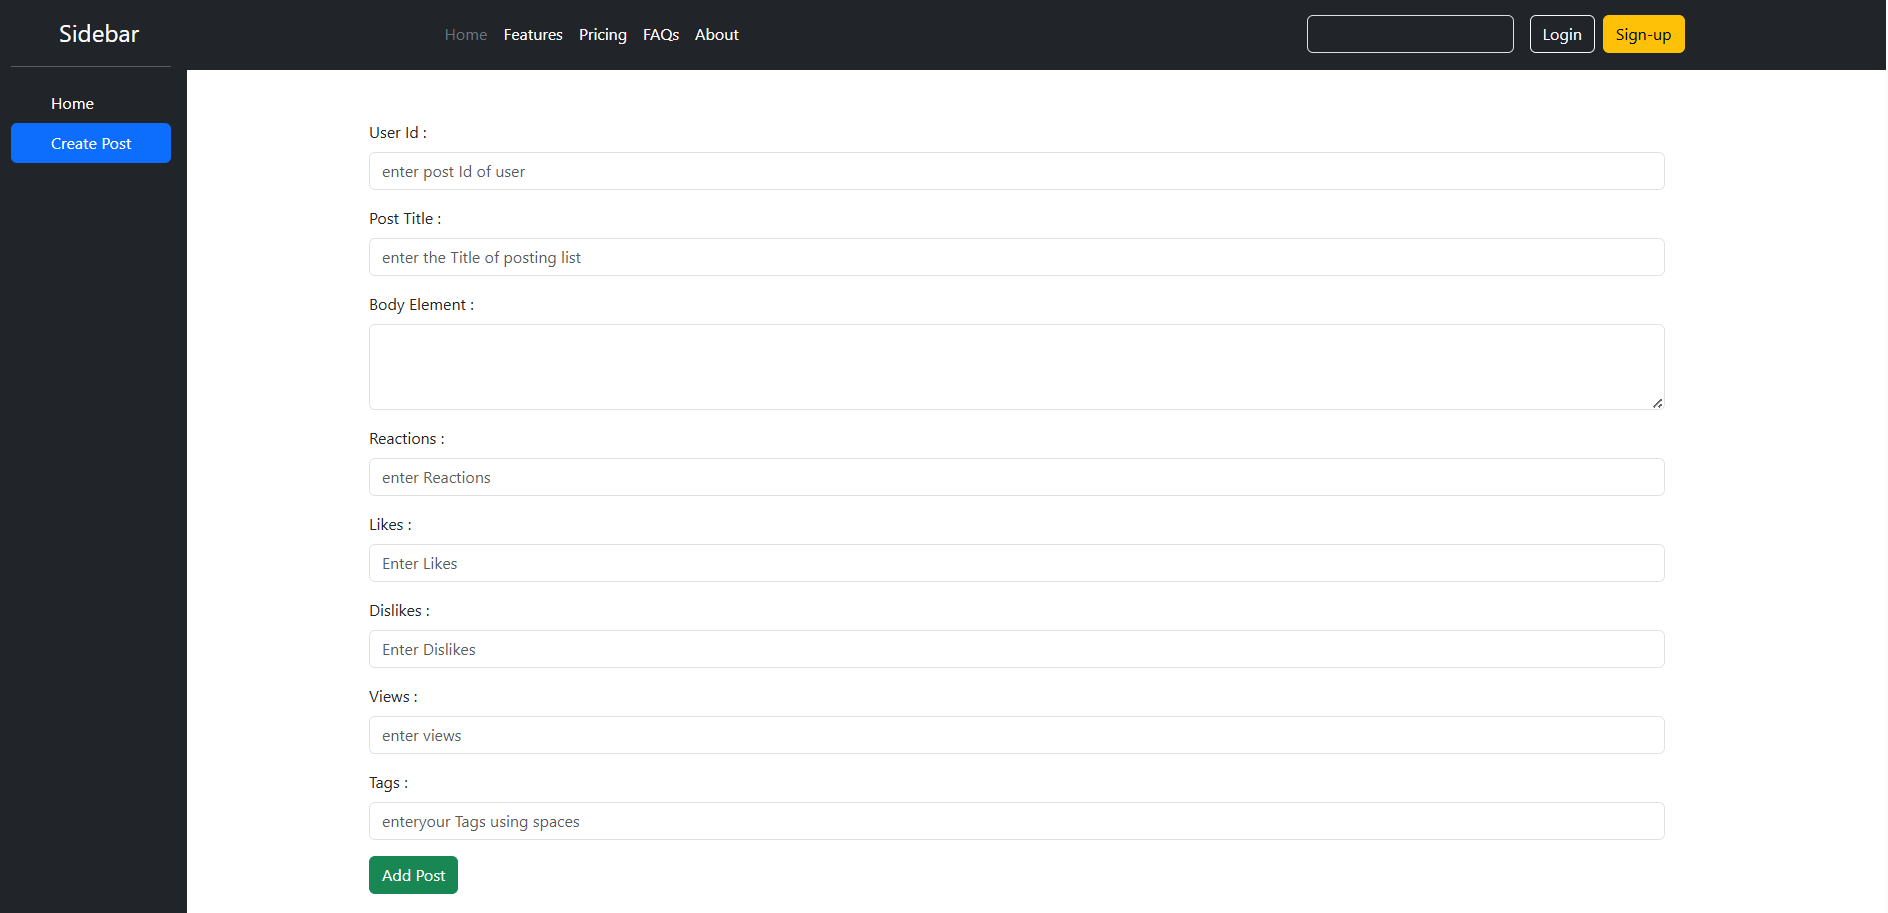 Sidebar
Home Features Pricing FAQs About
Login Sign-up
Home
Create Post
User Id :
enter post Id of user
Post Title :
enter the Title of posting list
Body Element :
Reactions :
enter Reactions
Likes :
Enter Likes
Dislikes :
Enter Dislikes
Views :
enter views
Tags :
enteryour Tags using spaces
Add Post